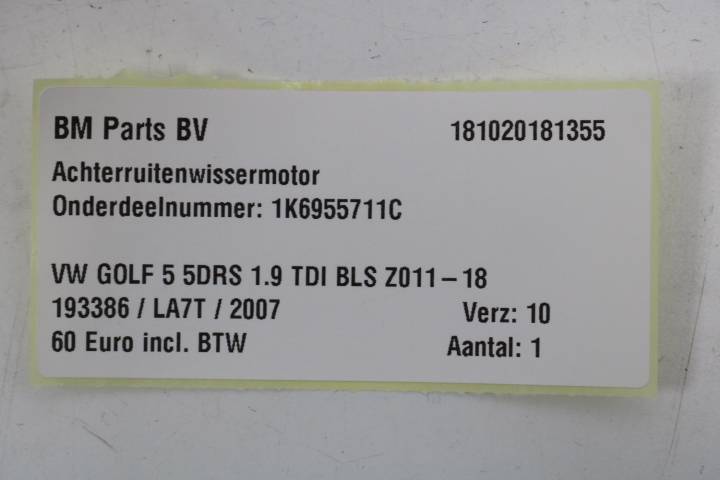 BM Parts BV 181020181355
Achterruitenwissermotor
Onderdeelnummer: 1K6955711C
VW GOLF 5 5DRS 1.9 TDI BLS Z011-18
193386 / LA7T / 2007 Verz: 10
60 Euro incl. BTW Aantal: 1